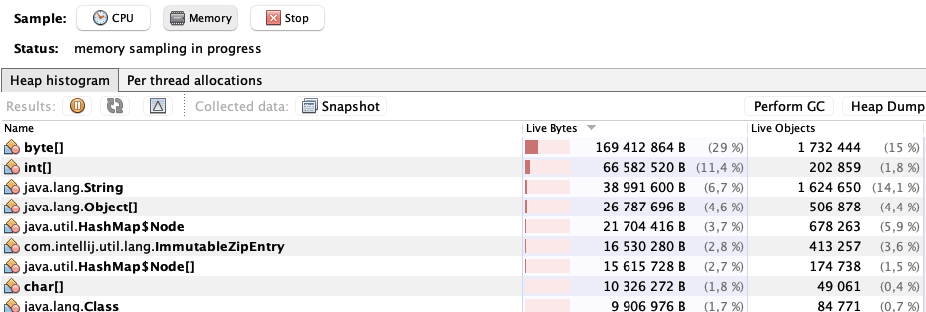 Sample: CPU Memory Stop
Status: memory sampling in progress
Heap histogram Per thread allocations
Results: Collected data: Snapshot Perform GC Heap Dump
Name Live Bytes Live Objects
byte[] 169 412 864 B (29 %) 1 732 444 (15 %)
int[] 66 582 520 B (11,4 %) 202 859 (1,8 %)
java.lang.String 38 991 600 B (6,7 %) 1 624 650 (14,1 %)
java.lang.Object[] 26 787 696 B (4,6 %) 506 878 (4,4 %)
java.util.HashMap$Node 21 704 416 B (3,7 %) 678 263 (5,9 %)
com.intellij.util.lang.ImmutableZipEntry 16 530 280 B (2,8 %) 413 257 (3,6 %)
java.util.HashMap$Node[] 15 615 728 B (2,7 %) 174 738 (1,5 %)
char[] 10 326 272 B (1,8 %) 49 061 (0,4 %)
java.lang.Class 9 906 976 B (1,7 %) 84 771 (0,7 %)